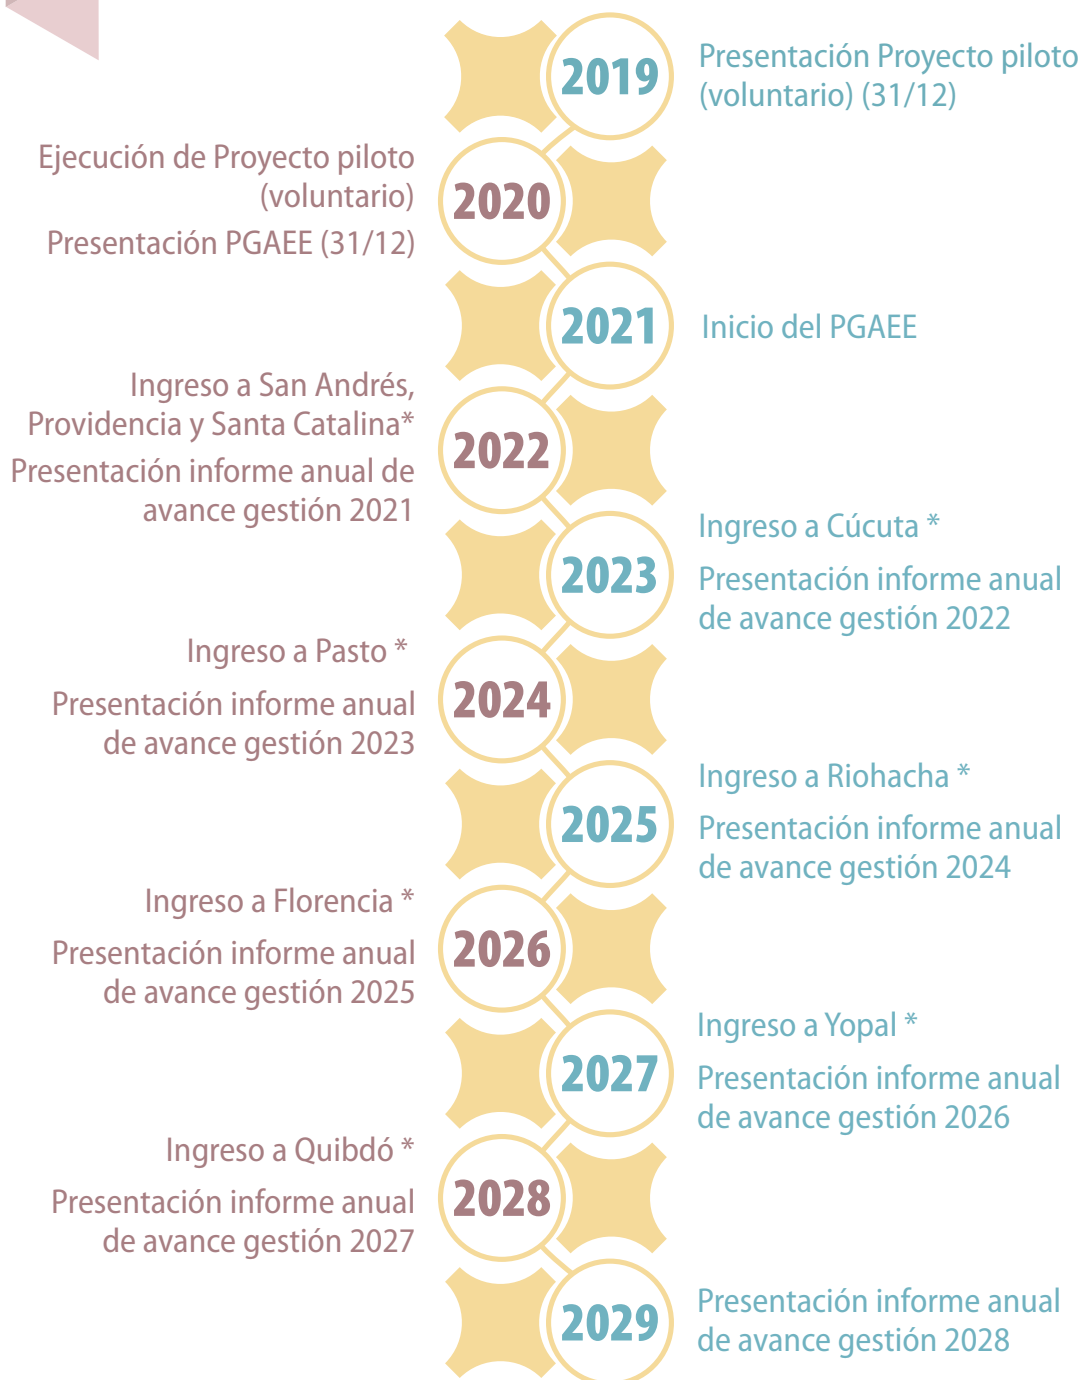 2019
Presentación Proyecto piloto
(voluntario) (31/12)
Ejecución de Proyecto piloto
(voluntario)
Presentación PGAEE (31/12)
2020
2021
Inicio del PGAEE
Ingreso a San Andrés,
Providencia y Santa Catalina*
Presentación informe anual de
avance gestión 2021
2022
2023
Ingreso a Cúcuta *
Presentación informe anual
de avance gestión 2022
Ingreso a Pasto *
Presentación informe anual
de avance gestión 2023
2024
2025
Ingreso a Riohacha *
Presentación informe anual
de avance gestión 2024
Ingreso a Florencia *
Presentación informe anual
de avance gestión 2025
2026
2027
Ingreso a Yopal *
Presentación informe anual
de avance gestión 2026
Ingreso a Quibdó *
Presentación informe anual
de avance gestión 2027
2028
2029
Presentación informe anual
de avance gestión 2028